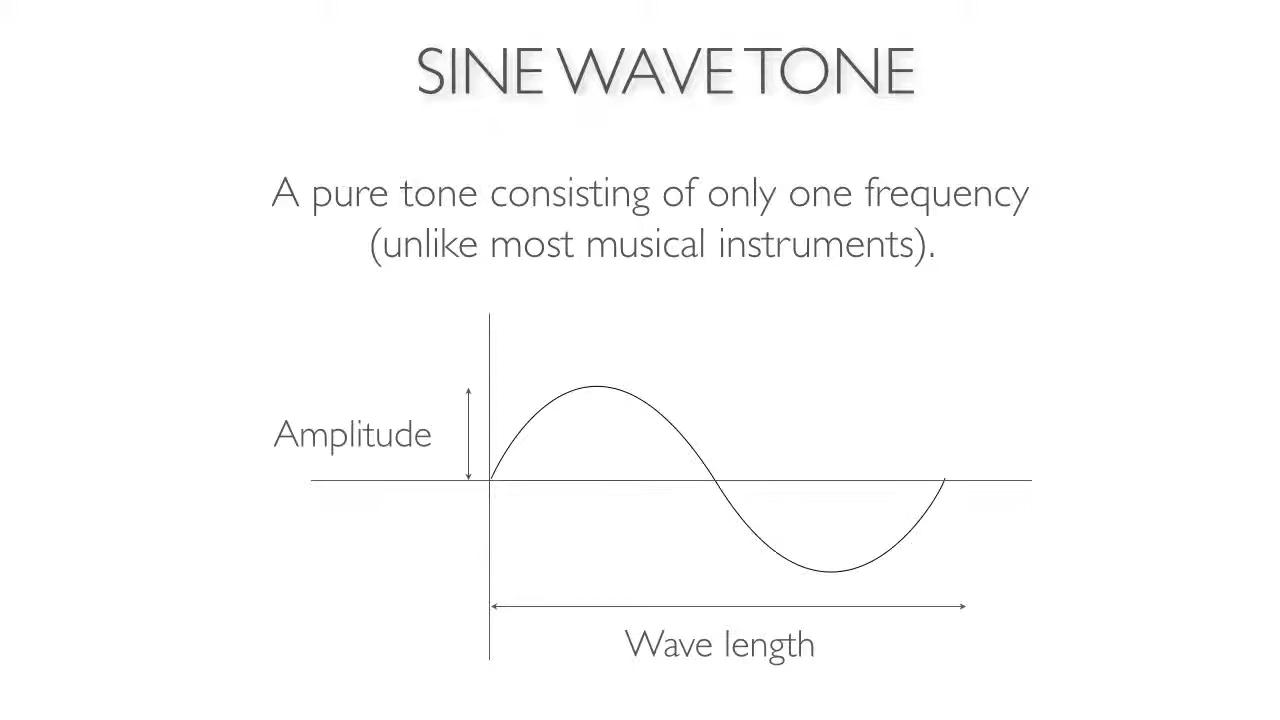 SINE WAVE TONE
A pure tone consisting of only one frequency
(unlike most musical instruments).
Amplitude
Wave length